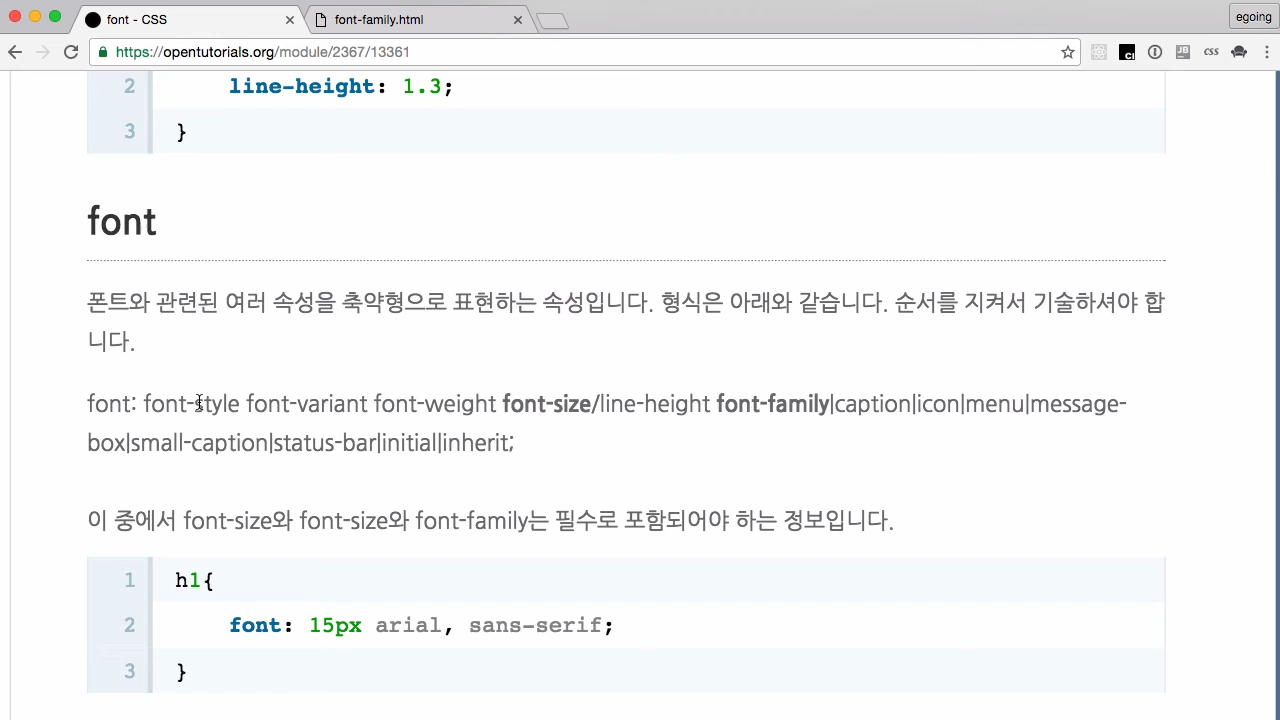 font - CSS
font-family.html
egoing
https://opentutorials.org/module/2367/13361
css
2 line-height: 1.3;
3 }
font
폰트와 관련된 여러 속성을 축약형으로 표현하는 속성입니다. 형식은 아래와 같습니다. 순서를 지켜서 기술하셔야 합
니다.
font: font-style font-variant font-weight font-size/line-height font-family|caption|icon|menu|message-
box|small-caption|status-bar|initial|inherit;
이 중에서 font-size와 font-size와 font-family는 필수로 포함되어야 하는 정보입니다.
1 h1{
2 font: 15px arial, sans-serif;
3 }